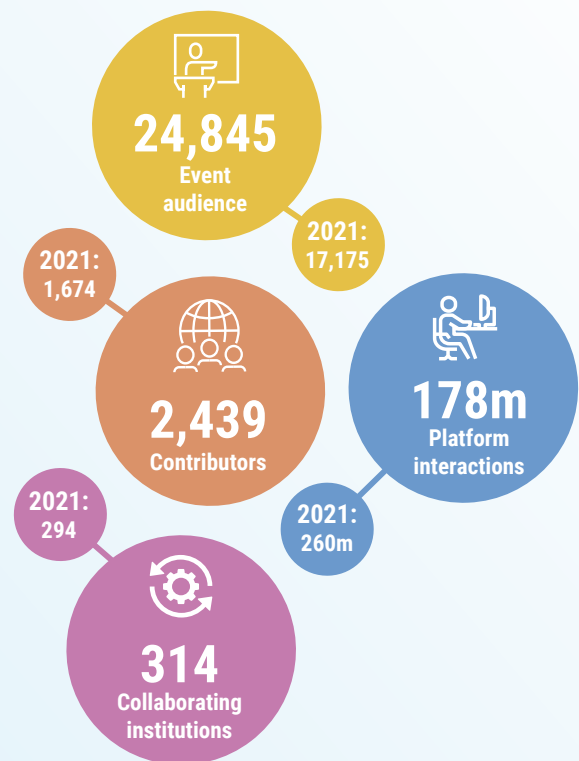 24,845
Event
audience
2021:
17,175
2021:
1,674
2,439
Contributors
178m
Platform
interactions
2021:
260m
2021:
294
314
Collaborating
institutions